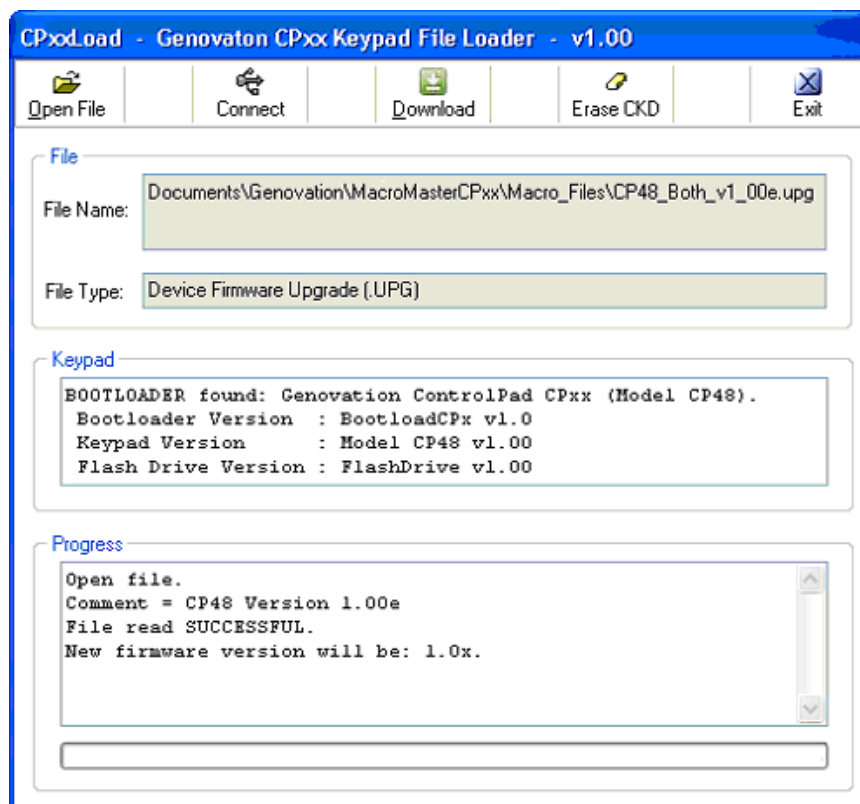 CPxxLoad - Genovaton CPxx Keypad File Loader - v1.00
Open File Connect Download Erase CKD Exit
File
File Name: Documents\Genovation\MacroMasterCPxx\Macro_Files\CP48_Both_v1_00e.upg
File Type: Device Firmware Upgrade (.UPG)
Keypad
BOOTLOADER found: Genovation ControlPad CPxx (Model CP48).
Bootloader Version : BootloadCPx v1.0
Keypad Version : Model CP48 v1.00
Flash Drive Version : FlashDrive v1.00
Progress
Open file.
Comment = CP48 Version 1.00e
File read SUCCESSFUL.
New firmware version will be: 1.0x.